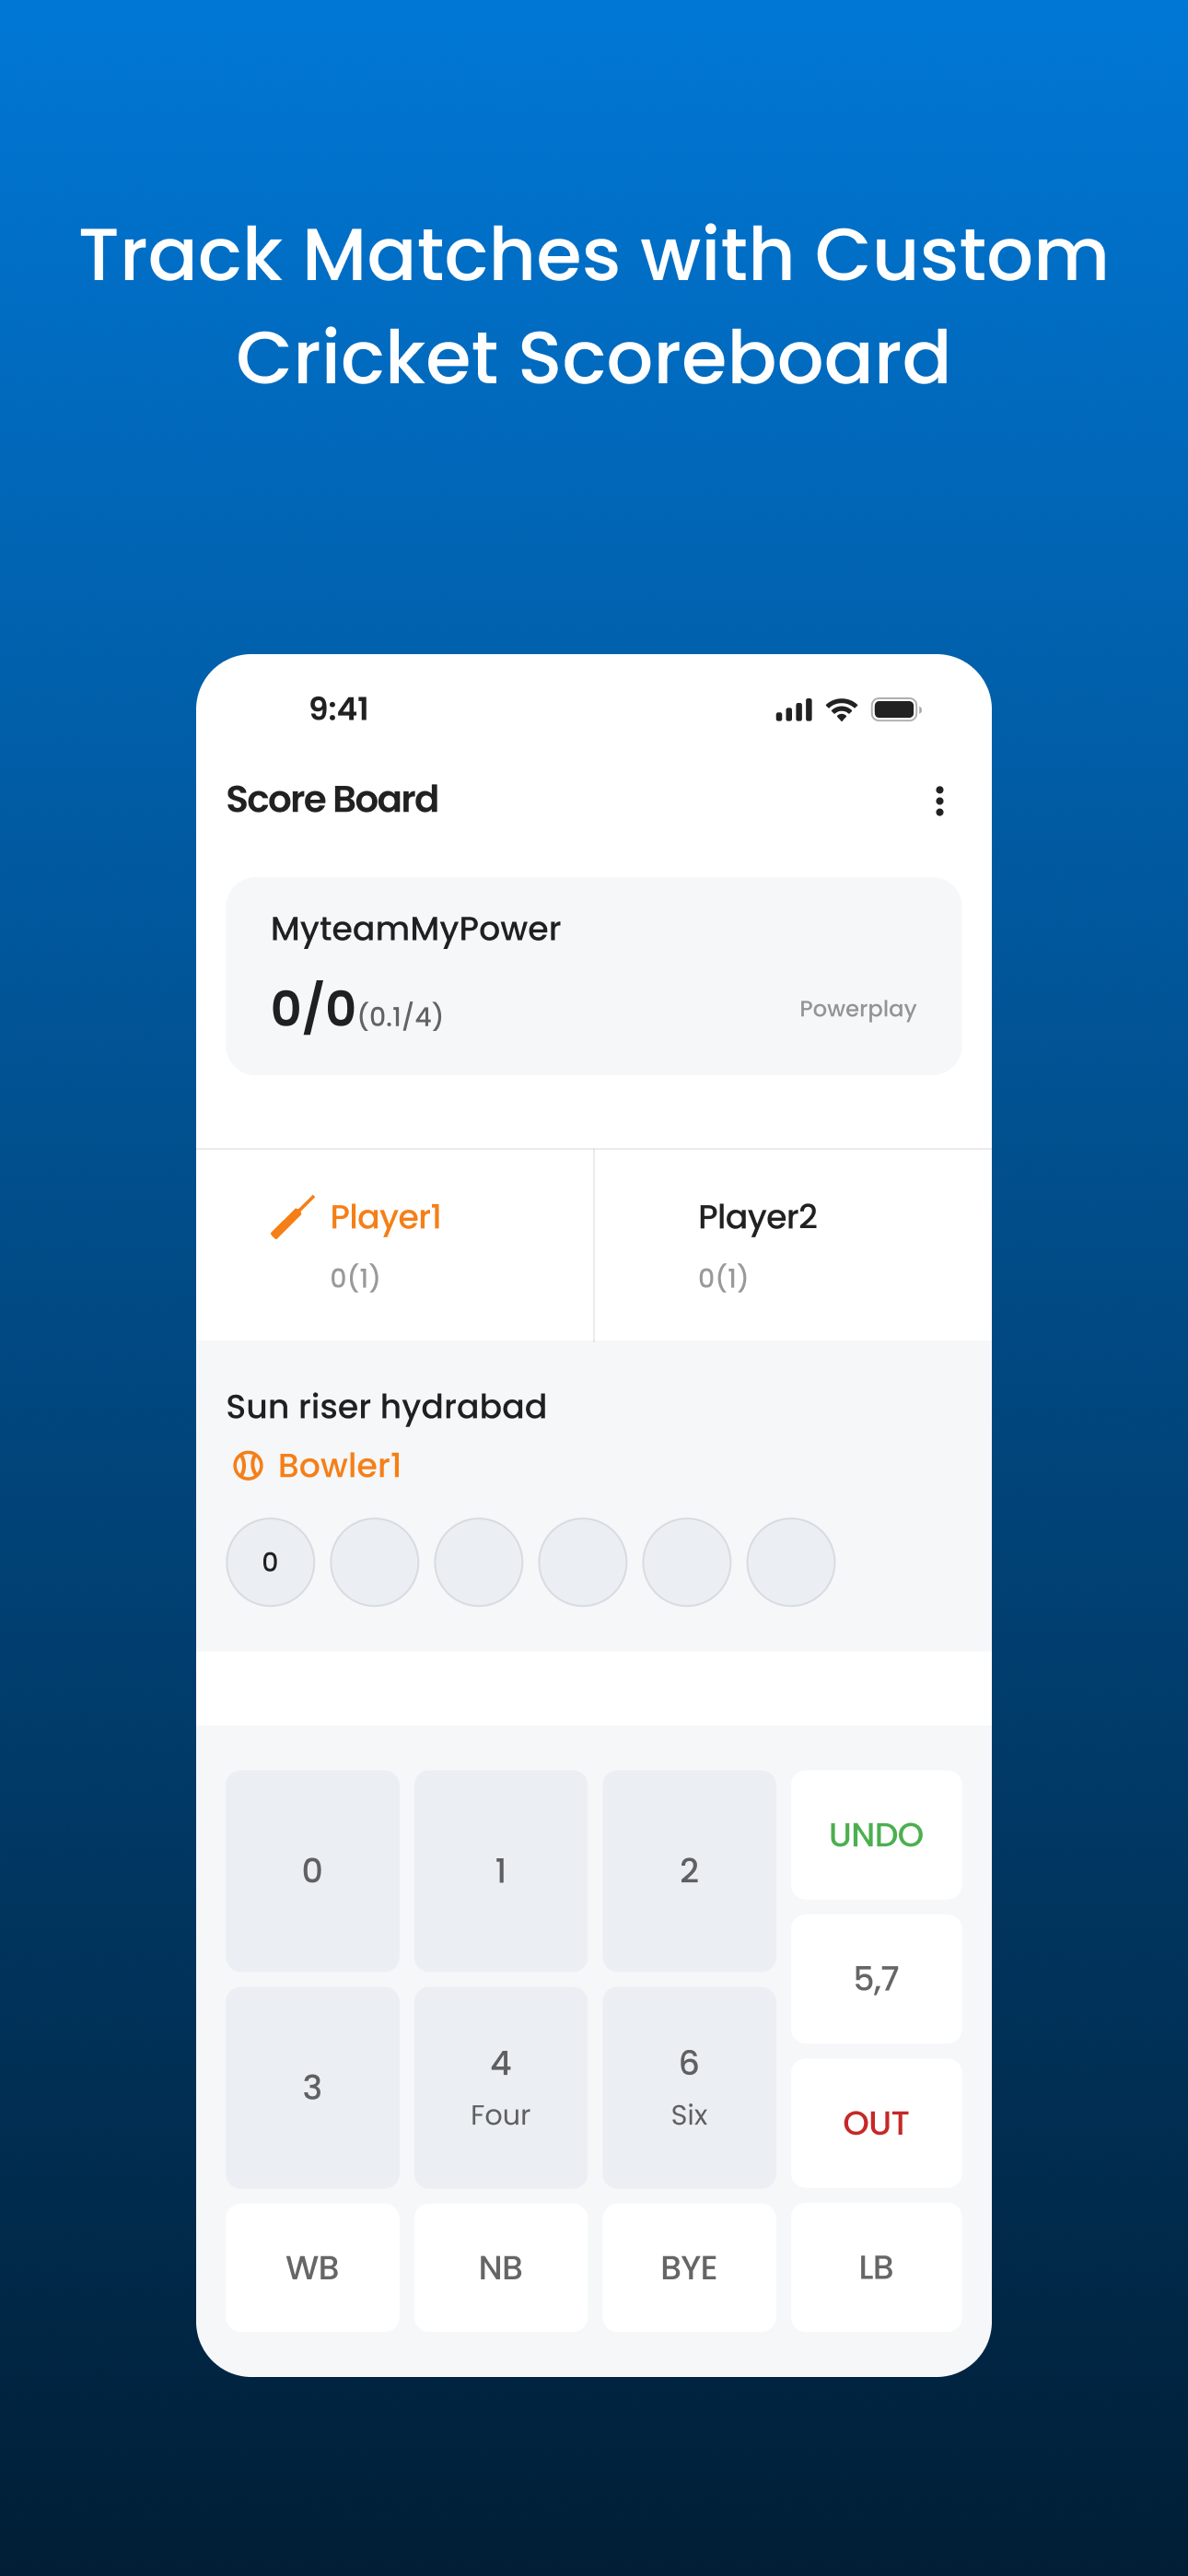 Track Matches with Custom
Cricket Scoreboard
9:41
Score Board
MyteamMyPower
0/0(0.1/4)
Powerplay
Player1
Player2
0(1)
0(1)
Sun riser hydrabad
Bowler1
0
0
1
2
UNDO
5,7
3
4
Four
6
Six
OUT
WB
NB
BYE
LB